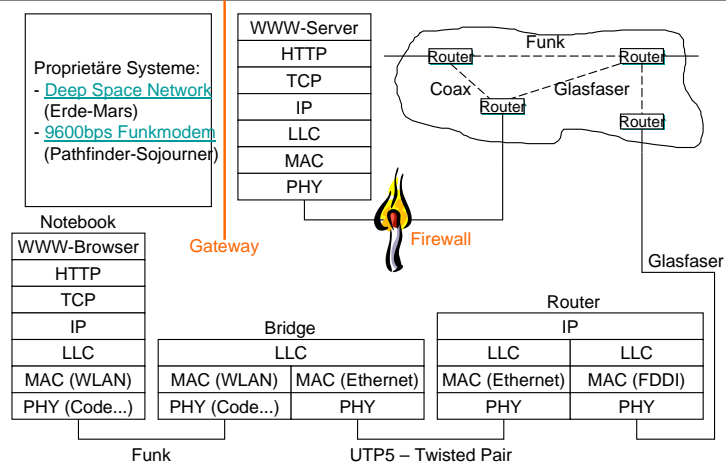 Proprietäre Systeme:
- Deep Space Network
(Erde-Mars)
- 9600bps Funkmodem
(Pathfinder-Sojourner)
Gateway
WWW-Server
HTTP
TCP
IP
LLC
MAC
PHY
Firewall
Funk
Router
Router
Coax
Glasfaser
Router
Router
Glasfaser
Notebook
WWW-Browser
HTTP
TCP
IP
LLC
MAC (WLAN)
PHY (Code...)
Bridge
LLC
MAC (WLAN)
MAC (Ethernet)
PHY (Code...)
PHY
Router
IP
LLC
LLC
MAC (Ethernet)
MAC (FDDI)
PHY
PHY
Funk
UTP5 – Twisted Pair